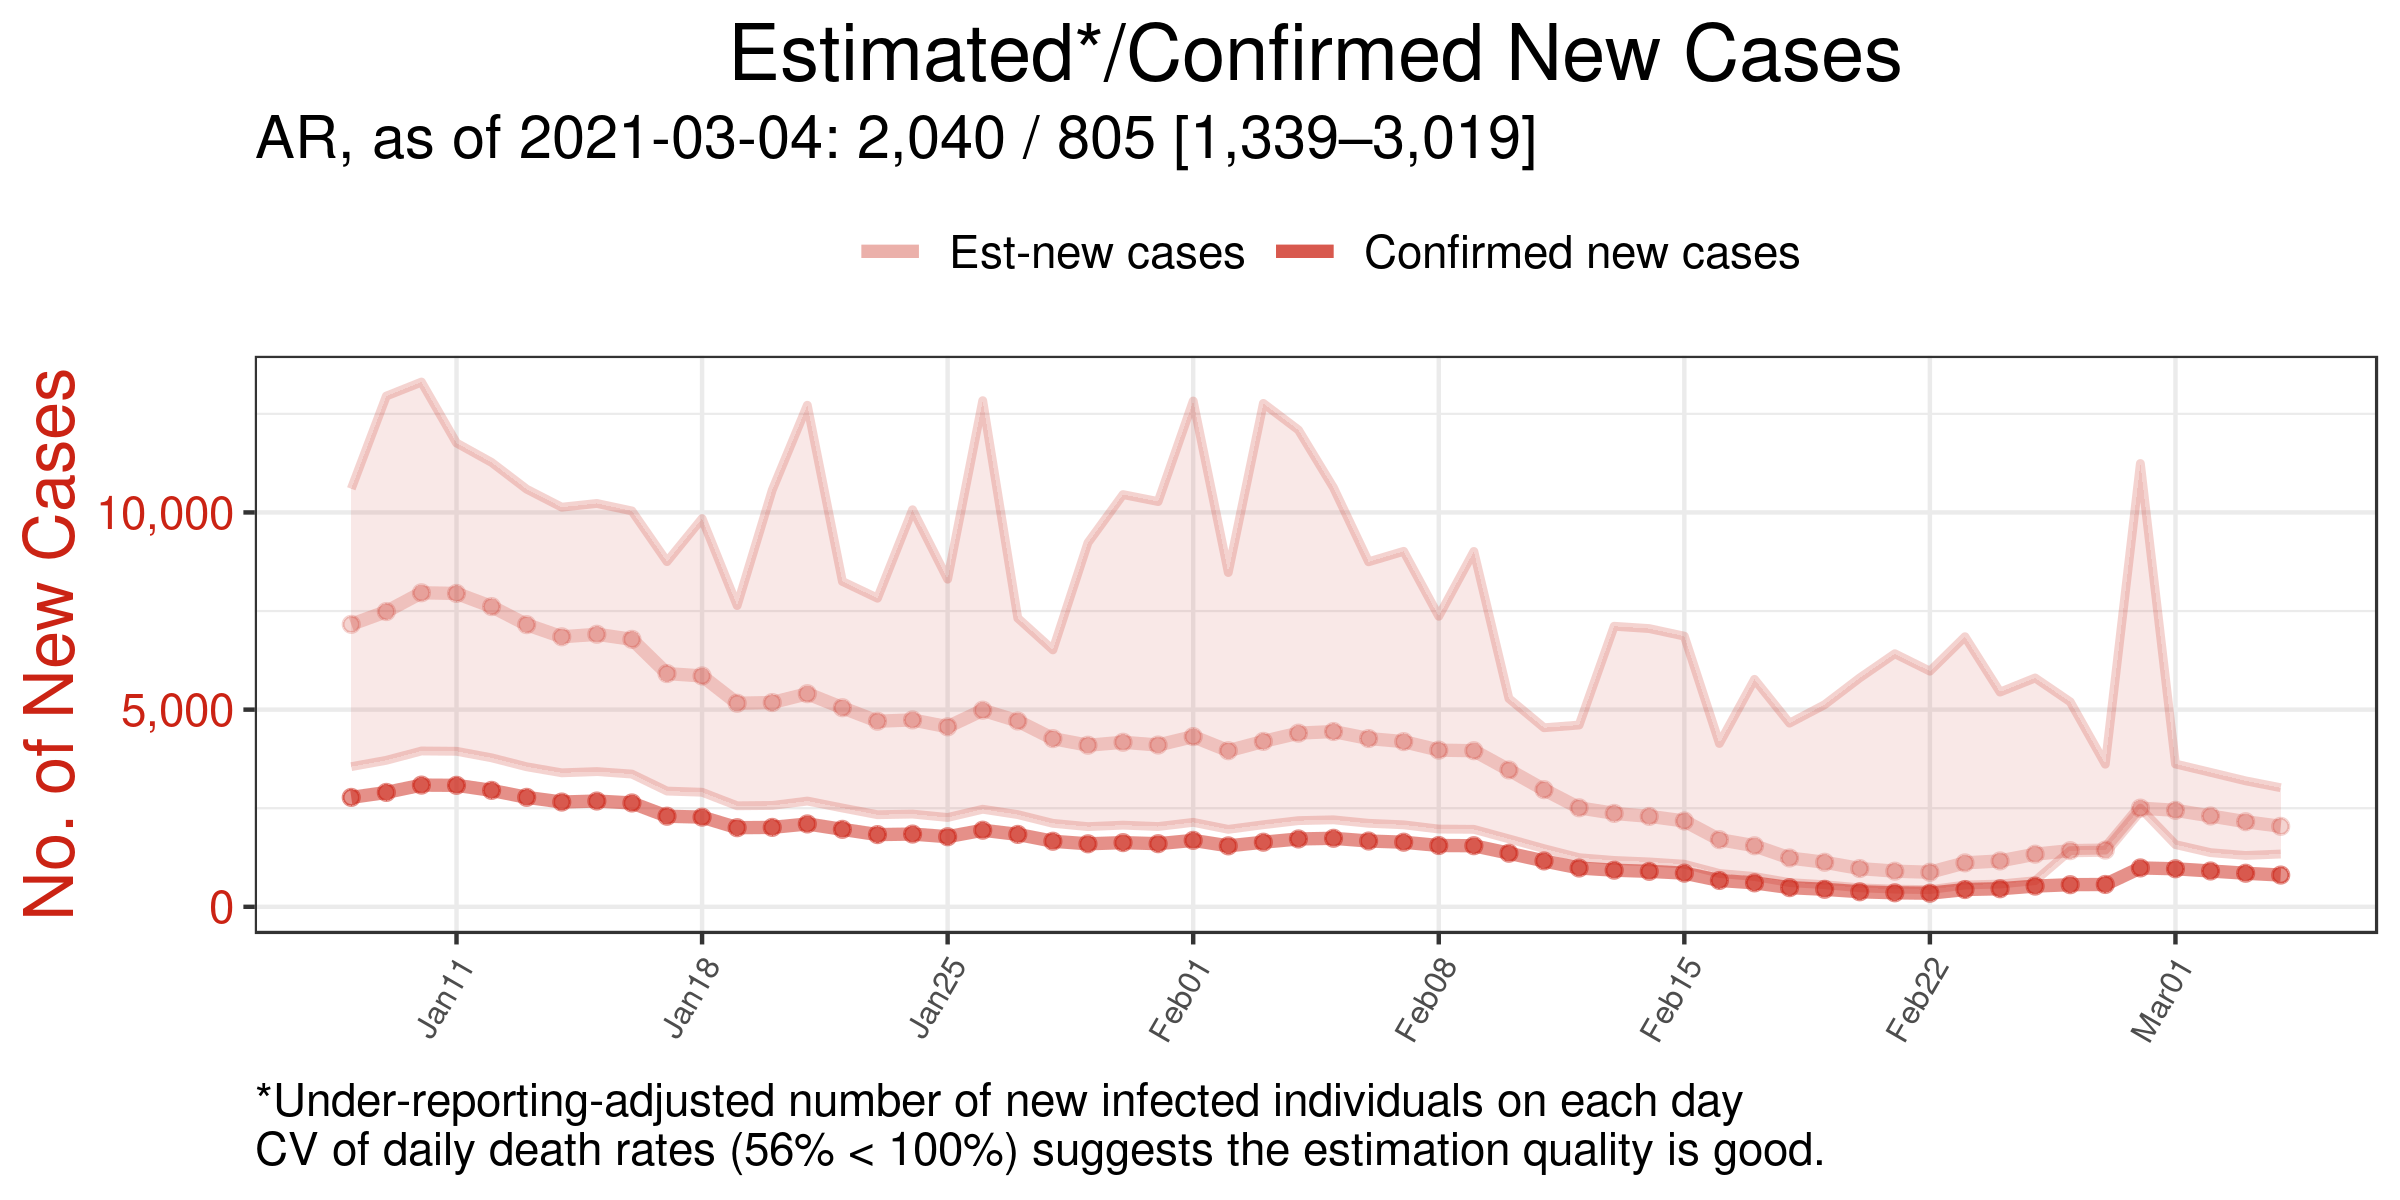 Estimated*/Confirmed New Cases
AR, as of 2021-03-04: 2,040 / 805 [1,339–3,019]
Est-new cases Confirmed new cases
No. of New Cases
10,000
5,000
0
Jan11 Jan18 Jan25 Feb01 Feb08 Feb15 Feb22 Mar01
*Under-reporting-adjusted number of new infected individuals on each day
CV of daily death rates (56% < 100%) suggests the estimation quality is good.